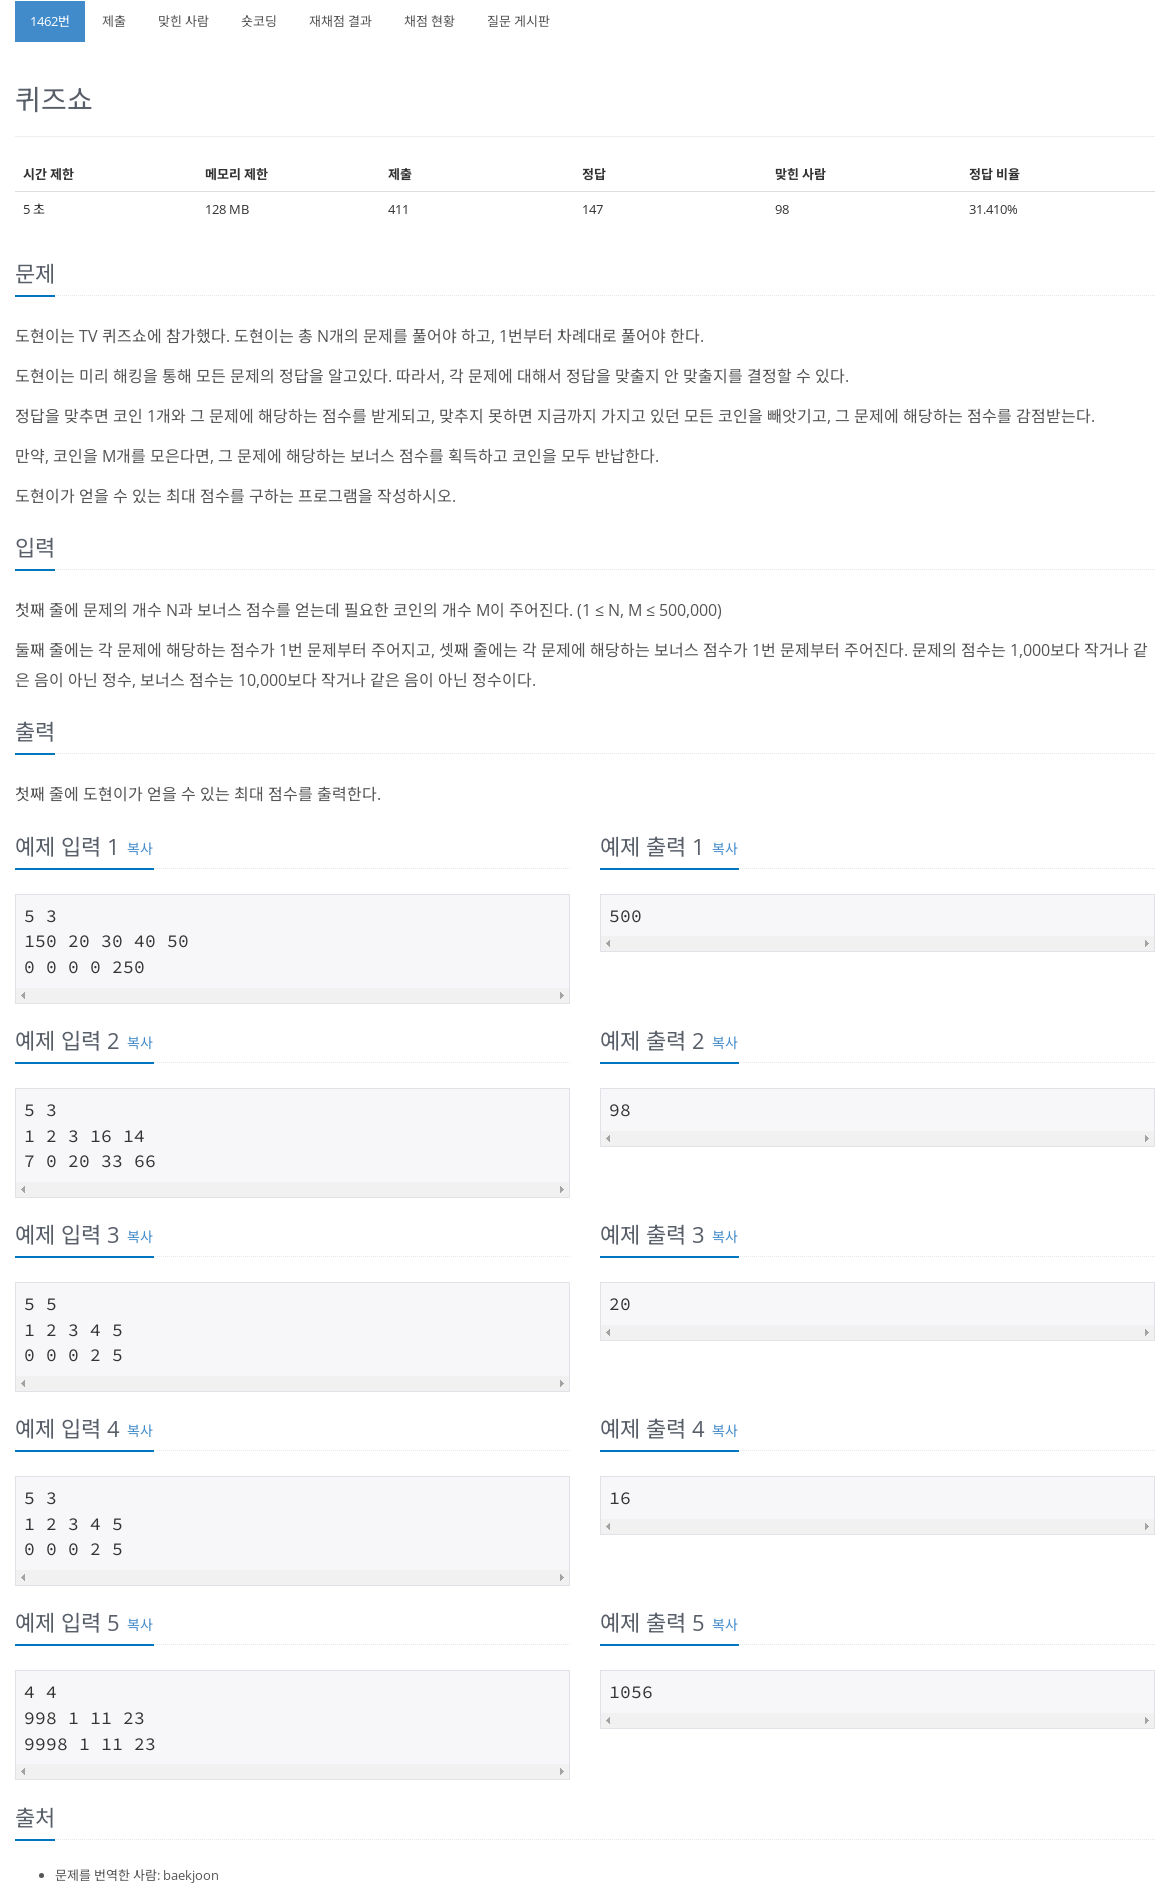 1462번 제출 맞힌 사람 숏코딩 재채점 결과 채점 현황 질문 게시판
퀴즈쇼
시간 제한 메모리 제한 제출 정답 맞힌 사람 정답 비율
5 초 128 MB 411 147 98 31.410%
문제
도현이는 TV 퀴즈쇼에 참가했다. 도현이는 총 N개의 문제를 풀어야 하고, 1번부터 차례대로 풀어야 한다.
도현이는 미리 해킹을 통해 모든 문제의 정답을 알고있다. 따라서, 각 문제에 대해서 정답을 맞출지 안 맞출지를 결정할 수 있다.
정답을 맞추면 코인 1개와 그 문제에 해당하는 점수를 받게되고, 맞추지 못하면 지금까지 가지고 있던 모든 코인을 빼앗기고, 그 문제에 해당하는 점수를 감점받는다.
만약, 코인을 M개를 모은다면, 그 문제에 해당하는 보너스 점수를 획득하고 코인을 모두 반납한다.
도현이가 얻을 수 있는 최대 점수를 구하는 프로그램을 작성하시오.
입력
첫째 줄에 문제의 개수 N과 보너스 점수를 얻는데 필요한 코인의 개수 M이 주어진다. (1 ≤ N, M ≤ 500,000)
둘째 줄에는 각 문제에 해당하는 점수가 1번 문제부터 주어지고, 셋째 줄에는 각 문제에 해당하는 보너스 점수가 1번 문제부터 주어진다. 문제의 점수는 1,000보다 작거나 같
은 음이 아닌 정수, 보너스 점수는 10,000보다 작거나 같은 음이 아닌 정수이다.
출력
첫째 줄에 도현이가 얻을 수 있는 최대 점수를 출력한다.
예제 입력 1 복사
5 3
150 20 30 40 50
0 0 0 0 250
예제 출력 1 복사
500
예제 입력 2 복사
5 3
1 2 3 16 14
7 0 20 33 66
예제 출력 2 복사
98
예제 입력 3 복사
5 5
1 2 3 4 5
0 0 0 2 5
예제 출력 3 복사
20
예제 입력 4 복사
5 3
1 2 3 4 5
0 0 0 2 5
예제 출력 4 복사
16
예제 입력 5 복사
4 4
998 1 11 23
9998 1 11 23
예제 출력 5 복사
1056
출처
문제를 번역한 사람: baekjoon